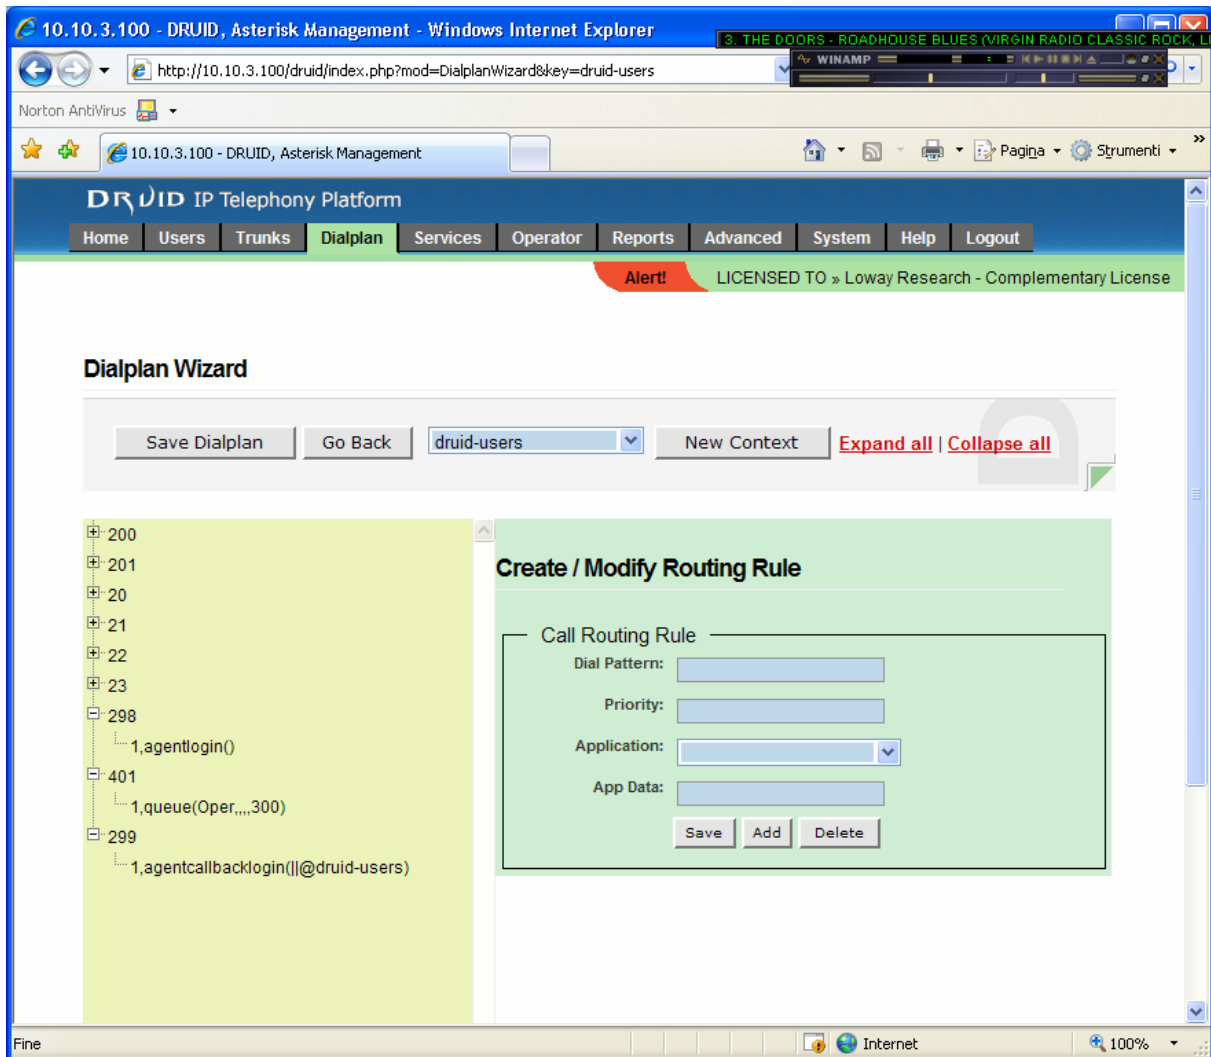 10.10.3.100 - DRUID, Asterisk Management - Windows Internet Explorer
3. THE DOORS - ROADHOUSE BLUES (VIRGIN RADIO CLASSIC ROCK, L
WINAMP
http://10.10.3.100/druid/index.php?mod=DialplanWizard&key=druid-users
Norton AntiVirus
10.10.3.100 - DRUID, Asterisk Management
Pagina
Strumenti
DRUID IP Telephony Platform
Home Users Trunks Dialplan Services Operator Reports Advanced System Help Logout
Alert! LICENSED TO » Loway Research - Complementary License
Dialplan Wizard
Save Dialplan Go Back druid-users New Context Expand all | Collapse all
200
201
20
21
22
23
298
1,agentlogin()
401
1,queue(Oper,,,,300)
299
1,agentcallbacklogin(||@druid-users)
Create / Modify Routing Rule
Call Routing Rule
Dial Pattern:
Priority:
Application:
App Data:
Save Add Delete
Fine Internet 100%